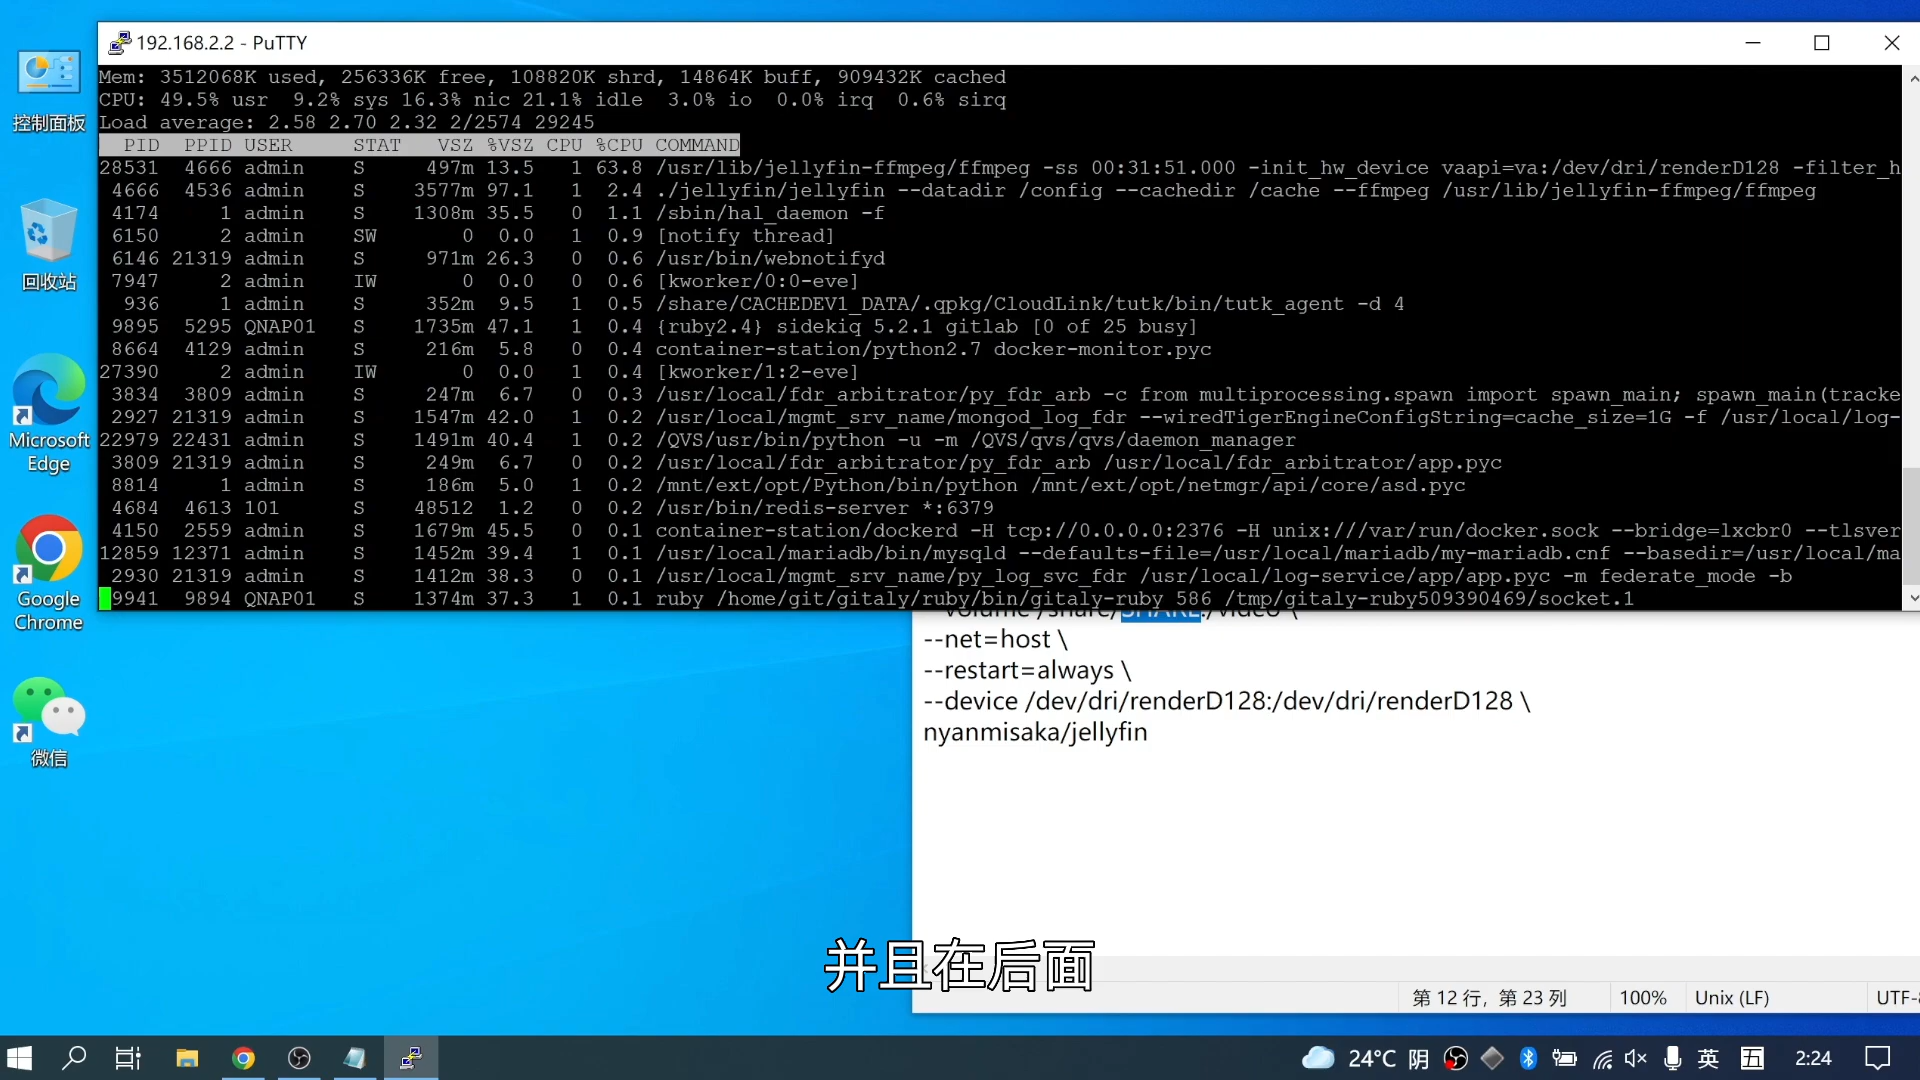 192.168.2.2 - PuTTY
Mem: 3512068K used, 256336K free, 108820K shrd, 14864K buff, 909432K cached
CPU: 49.5% usr  9.2% sys 16.3% nic 21.1% idle  3.0% io  0.0% irq  0.6% sirq
Load average: 2.58 2.70 2.32 2/2574 29245
PID  PPID USER     STAT   VSZ %VSZ CPU %CPU COMMAND
28531  4666 admin    S     497m 13.5   1 63.8 /usr/lib/jellyfin-ffmpeg/ffmpeg -ss 00:31:51.000 -init_hw_device vaapi=va:/dev/dri/renderD128 -filter_h
4666  4536 admin    S    3577m 97.1   1  2.4 ./jellyfin/jellyfin --datadir /config --cachedir /cache --ffmpeg /usr/lib/jellyfin-ffmpeg/ffmpeg
4174     1 admin    S    1308m 35.5   0  1.1 /sbin/hal_daemon -f
6150     2 admin    SW       0  0.0   1  0.9 [notify thread]
6146 21319 admin    S     971m 26.3   0  0.6 /usr/bin/webnotifyd
7947     2 admin    IW       0  0.0   0  0.6 [kworker/0:0-eve]
936     1 admin    S     352m  9.5   1  0.5 /share/CACHEDEV1_DATA/.qpkg/CloudLink/tutk/bin/tutk_agent -d 4
9895  5295 QNAP01   S    1735m 47.1   1  0.4 {ruby2.4} sidekiq 5.2.1 gitlab [0 of 25 busy]
8664  4129 admin    S     216m  5.8   0  0.4 container-station/python2.7 docker-monitor.pyc
27390     2 admin    IW       0  0.0   1  0.4 [kworker/1:2-eve]
3834  3809 admin    S     247m  6.7   0  0.3 /usr/local/fdr_arbitrator/py_fdr_arb -c from multiprocessing.spawn import spawn_main; spawn_main(tracke
2927 21319 admin    S    1547m 42.0   1  0.2 /usr/local/mgmt_srv_name/mongod_log_fdr --wiredTigerEngineConfigString=cache_size=1G -f /usr/local/log-
22979 22431 admin    S    1491m 40.4   1  0.2 /QVS/usr/bin/python -u -m /QVS/qvs/qvs/daemon_manager
3809 21319 admin    S     249m  6.7   0  0.2 /usr/local/fdr_arbitrator/py_fdr_arb /usr/local/fdr_arbitrator/app.pyc
8814     1 admin    S     186m  5.0   1  0.2 /mnt/ext/opt/Python/bin/python /mnt/ext/opt/netmgr/api/core/asd.pyc
4684  4613 101      S    48512  1.2   0  0.2 /usr/bin/redis-server *:6379
4150  2559 admin    S    1679m 45.5   0  0.1 container-station/dockerd -H tcp://0.0.0.0:2376 -H unix:///var/run/docker.sock --bridge=lxcbr0 --tlsver
12859 12371 admin    S    1452m 39.4   1  0.1 /usr/local/mariadb/bin/mysqld --defaults-file=/usr/local/mariadb/my-mariadb.cnf --basedir=/usr/local/ma
2930 21319 admin    S    1412m 38.3   0  0.1 /usr/local/mgmt_srv_name/py_log_svc_fdr /usr/local/log-service/app/app.pyc -m federate_mode -b
9941  9894 QNAP01   S    1374m 37.3   1  0.1 ruby /home/git/gitaly/ruby/bin/gitaly-ruby 586 /tmp/gitaly-ruby509390469/socket.1
控制面板
回收站
Microsoft
Edge
Google
Chrome
微信
--volume /share/SHARE:/video \
--net=host \
--restart=always \
--device /dev/dri/renderD128:/dev/dri/renderD128 \
nyanmisaka/jellyfin
并且在后面
第 12 行，第 23 列
100%
Unix (LF)
UTF-8
24°C 阴
英
五
2:24